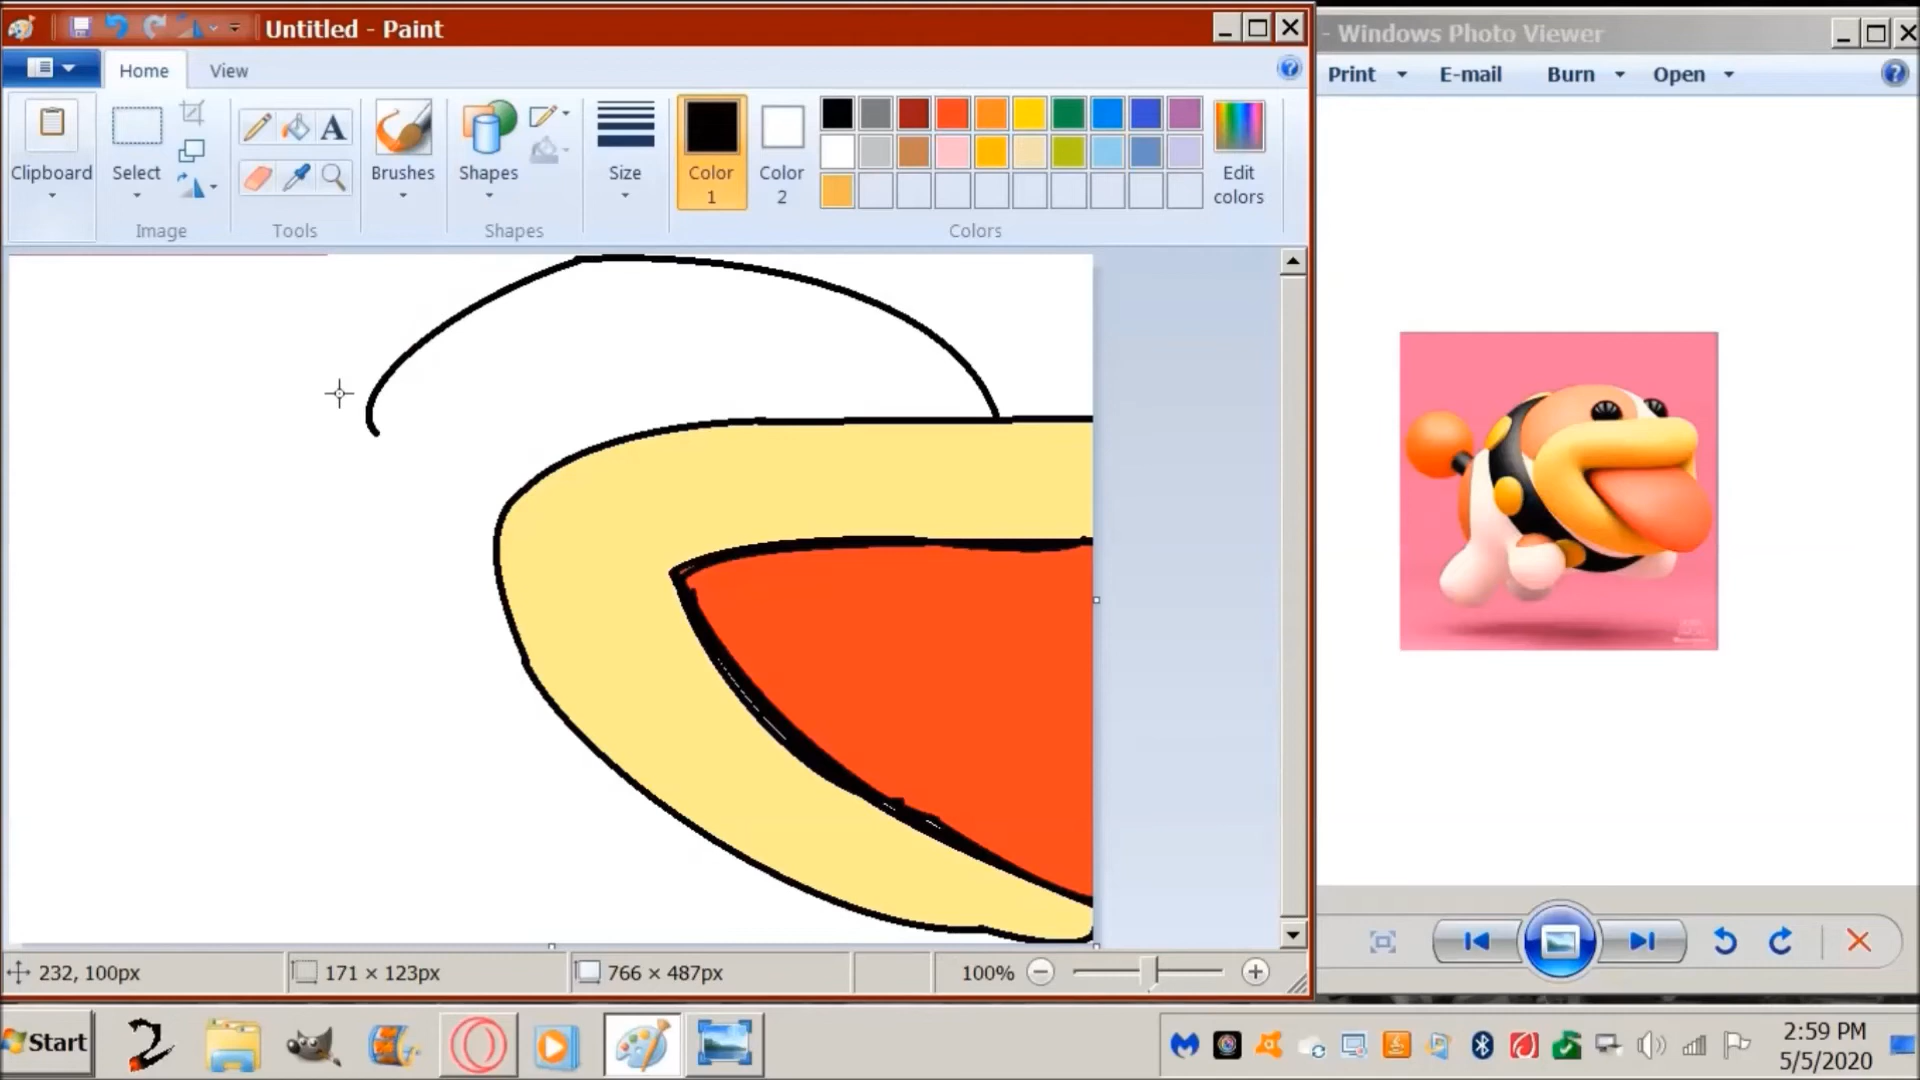 Untitled - Paint
- Windows Photo Viewer
Home View
Print E-mail Burn Open
Clipboard Select Brushes Shapes Size Color 1 Color 2 Edit colors
Image Tools Shapes Colors
232, 100px 171 × 123px 766 × 487px 100%
Start
2:59 PM
5/5/2020